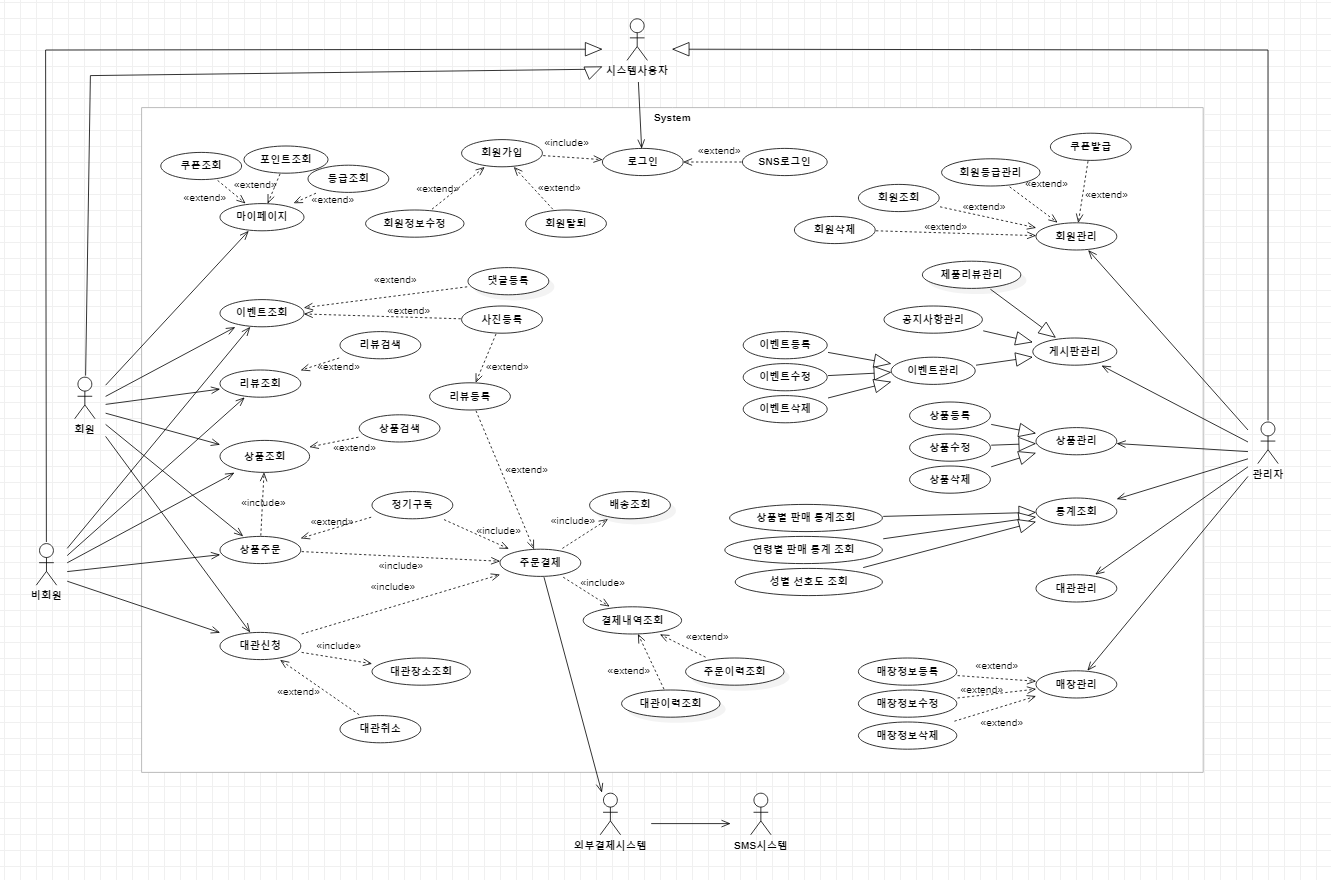 시스템사용자
System
쿠폰조회
포인트조회
등급조회
«extend»
«extend»
«extend»
마이페이지
회원가입
«include»
로그인
«extend»
SNS로그인
«extend»
«extend»
회원정보수정
회원탈퇴
쿠폰발급
회원등급관리
«extend»
«extend»
회원조회
«extend»
회원삭제
«extend»
회원관리
댓글등록
«extend»
이벤트조회
«extend»
사진등록
리뷰검색
«extend»
리뷰조회
«extend»
리뷰등록
제품리뷰관리
공지사항관리
이벤트등록
이벤트수정
이벤트삭제
이벤트관리
게시판관리
회원
상품검색
«extend»
상품조회
«extend»
상품등록
상품수정
상품삭제
상품관리
관리자
«include»
정기구독
«extend»
«include»
상품주문
«include»
배송조회
«include»
주문결제
상품별 판매 통계조회
연령별 판매 통계 조회
성별 선호도 조회
통계조회
비회원
«include»
«include»
결제내역조회
대관관리
대관신청
«include»
대관장소조회
«extend»
«extend»
주문이력조회
«extend»
대관이력조회
대관취소
매장정보등록
«extend»
매장정보수정
«extend»
매장정보삭제
«extend»
매장관리
외부결제시스템
SMS시스템